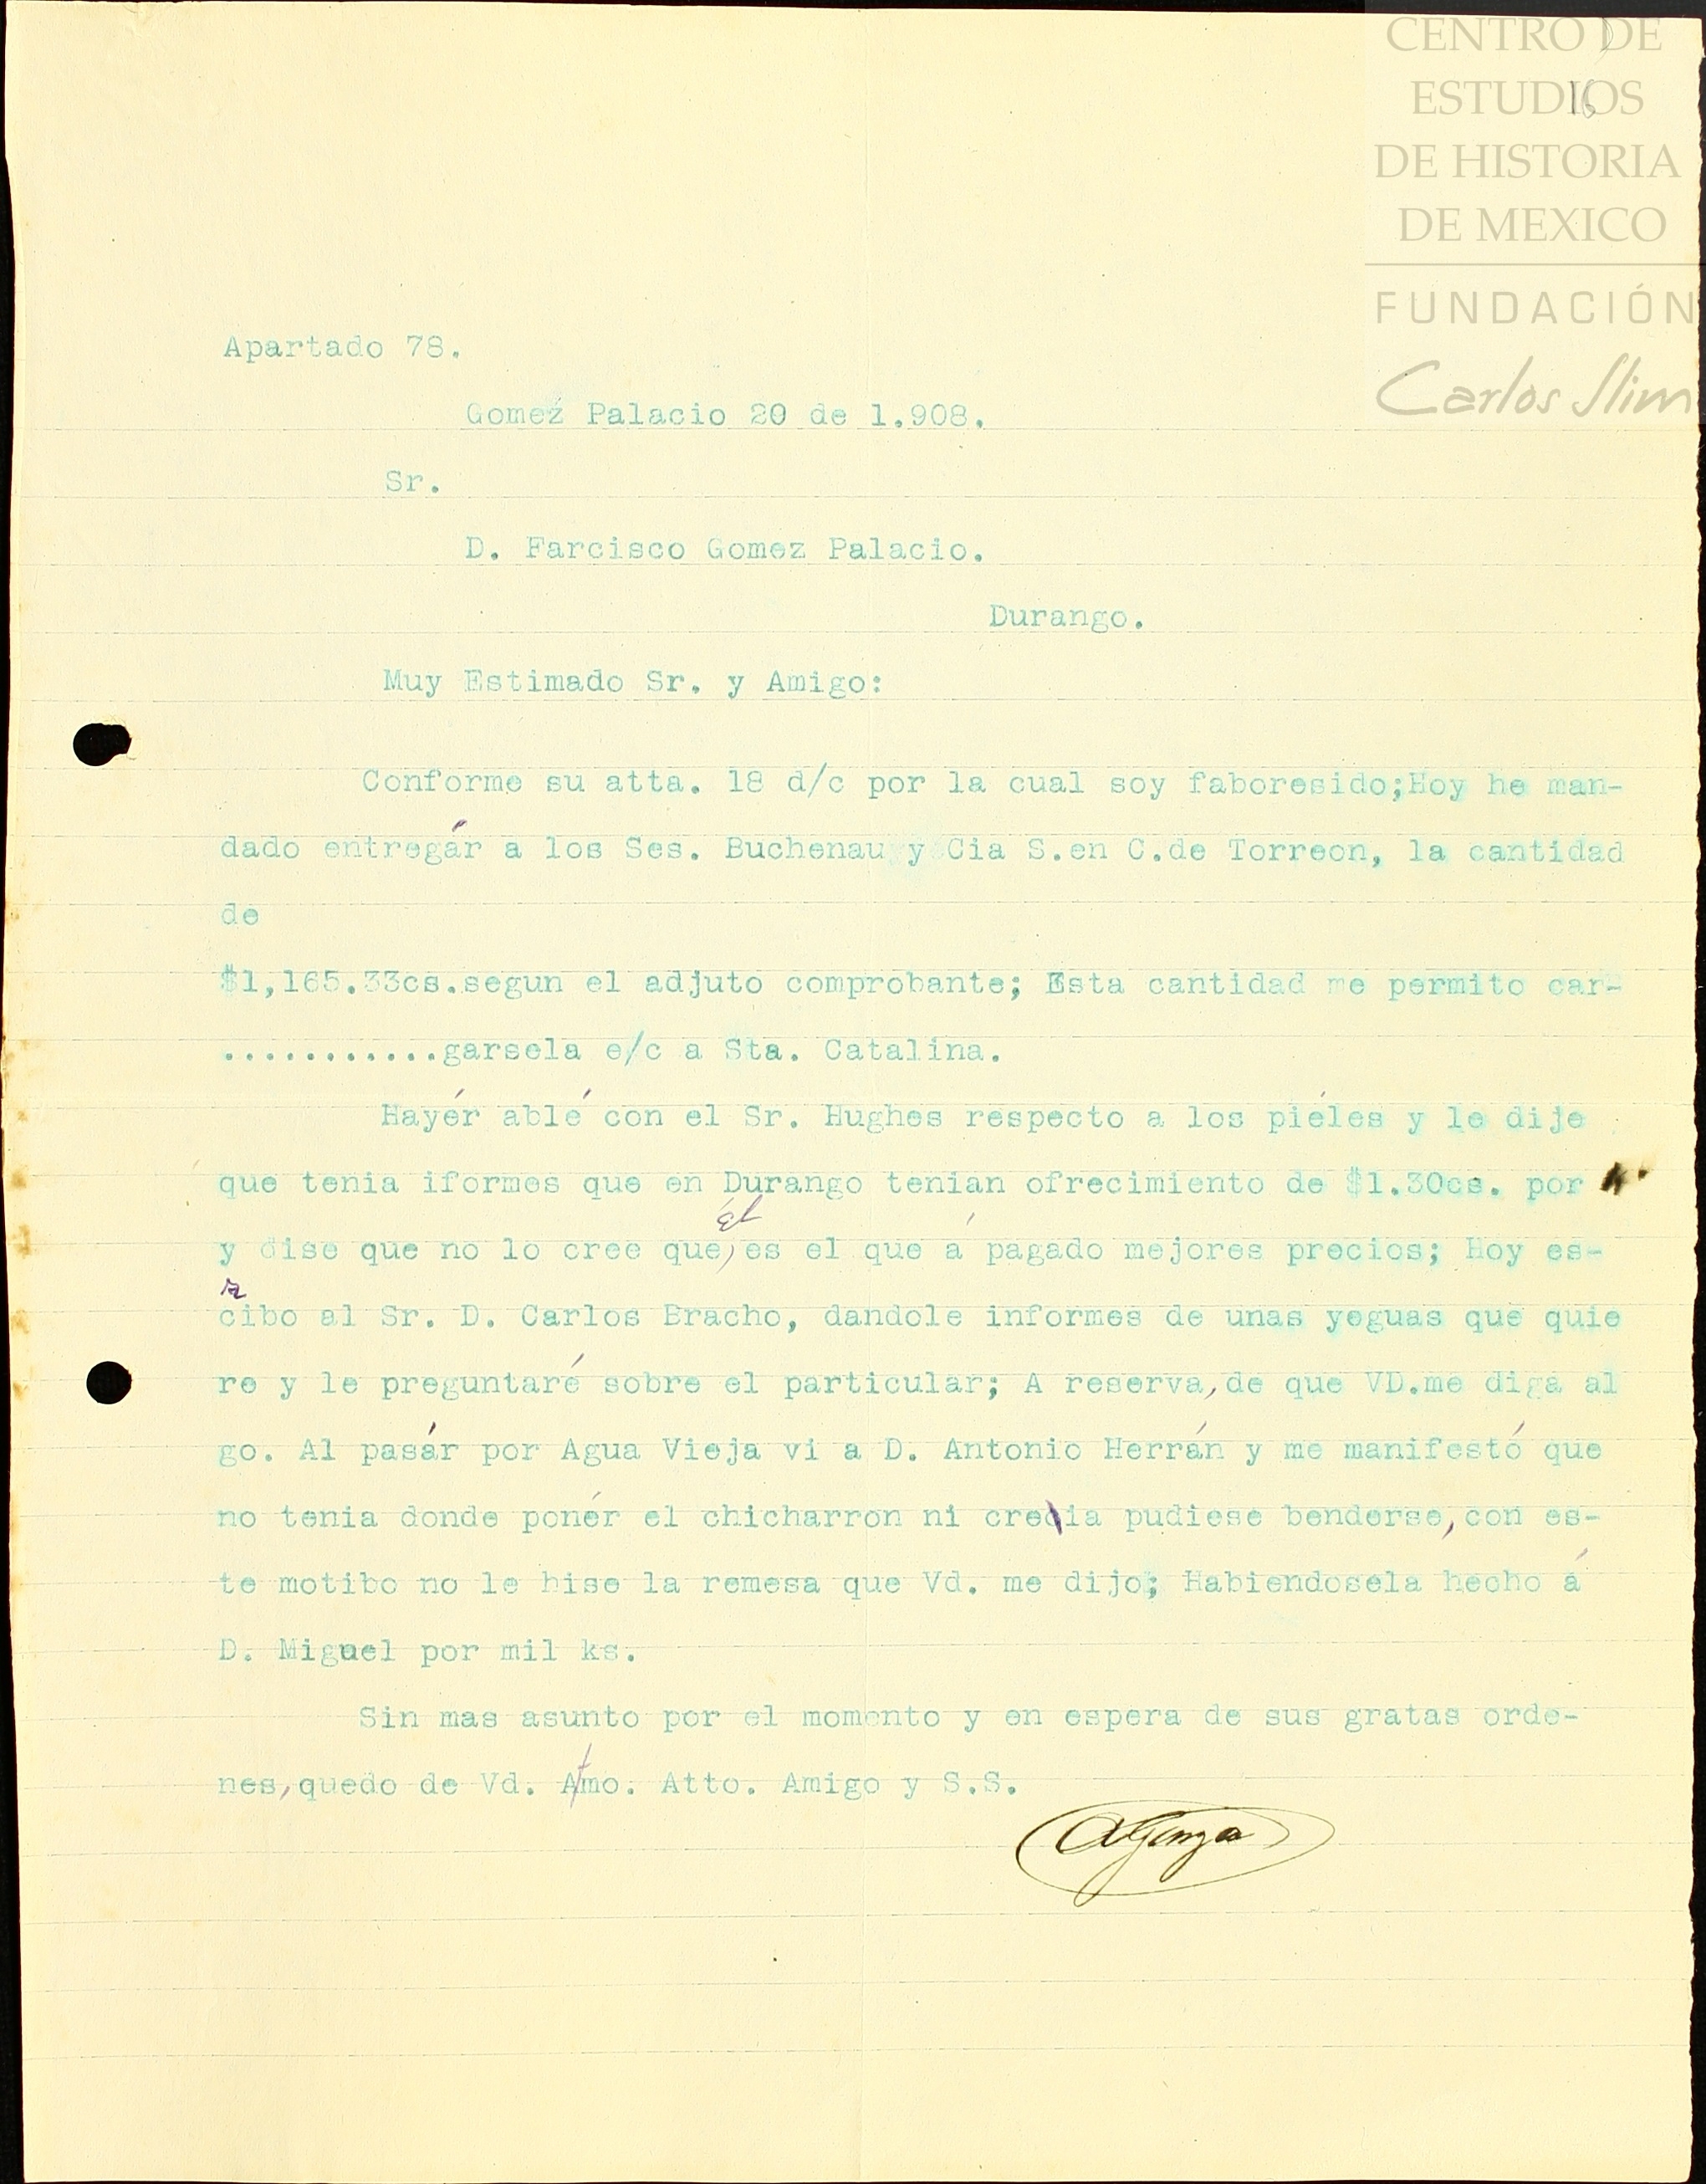 CENTRO DE
ESTUDIOS
DE HISTORIA
DE MEXICO
FUNDACIÓN
Carlos Slim
16
Apartado 78.
Gomez Palacio 20 de 1.908.
Sr.
D. Farcisco Gomez Palacio.
Durango.
Muy Estimado Sr. y Amigo:
Conforme su atta. 18 d/c por la cual soy faboresido;Hoy he man-
dado entregár a los Ses. Buchenau y Cia S.en C.de Torreon, la cantidad
de
$1,165.33cs.segun el adjuto comprobante; Esta cantidad me permito car-
...........garsela e/c a Sta. Catalina.
Hayér ablé con el Sr. Hughes respecto a los piéles y le dije
que tenia iformes que en Durango tenian ofrecimiento de $1.30cs. por
y dise que no lo cree que, él es el que á pagado mejores precios; Hoy es-
cribo al Sr. D. Carlos Bracho, dandole informes de unas yeguas que quie
re y le preguntaré sobre el particular; A reserva, de que VD.me diga al
go. Al pasár por Agua Vieja vi a D. Antonio Herrán y me manifestó que
no tenia donde ponér el chicharron ni creia pudiese benderse, con es-
te motibo no le hise la remesa que Vd. me dijo; Habiendosela hecho á
D. Miguel por mil ks.
Sin mas asunto por el momento y en espera de sus gratas orde-
nes, quedo de Vd. Atmo. Atto. Amigo y S.S.